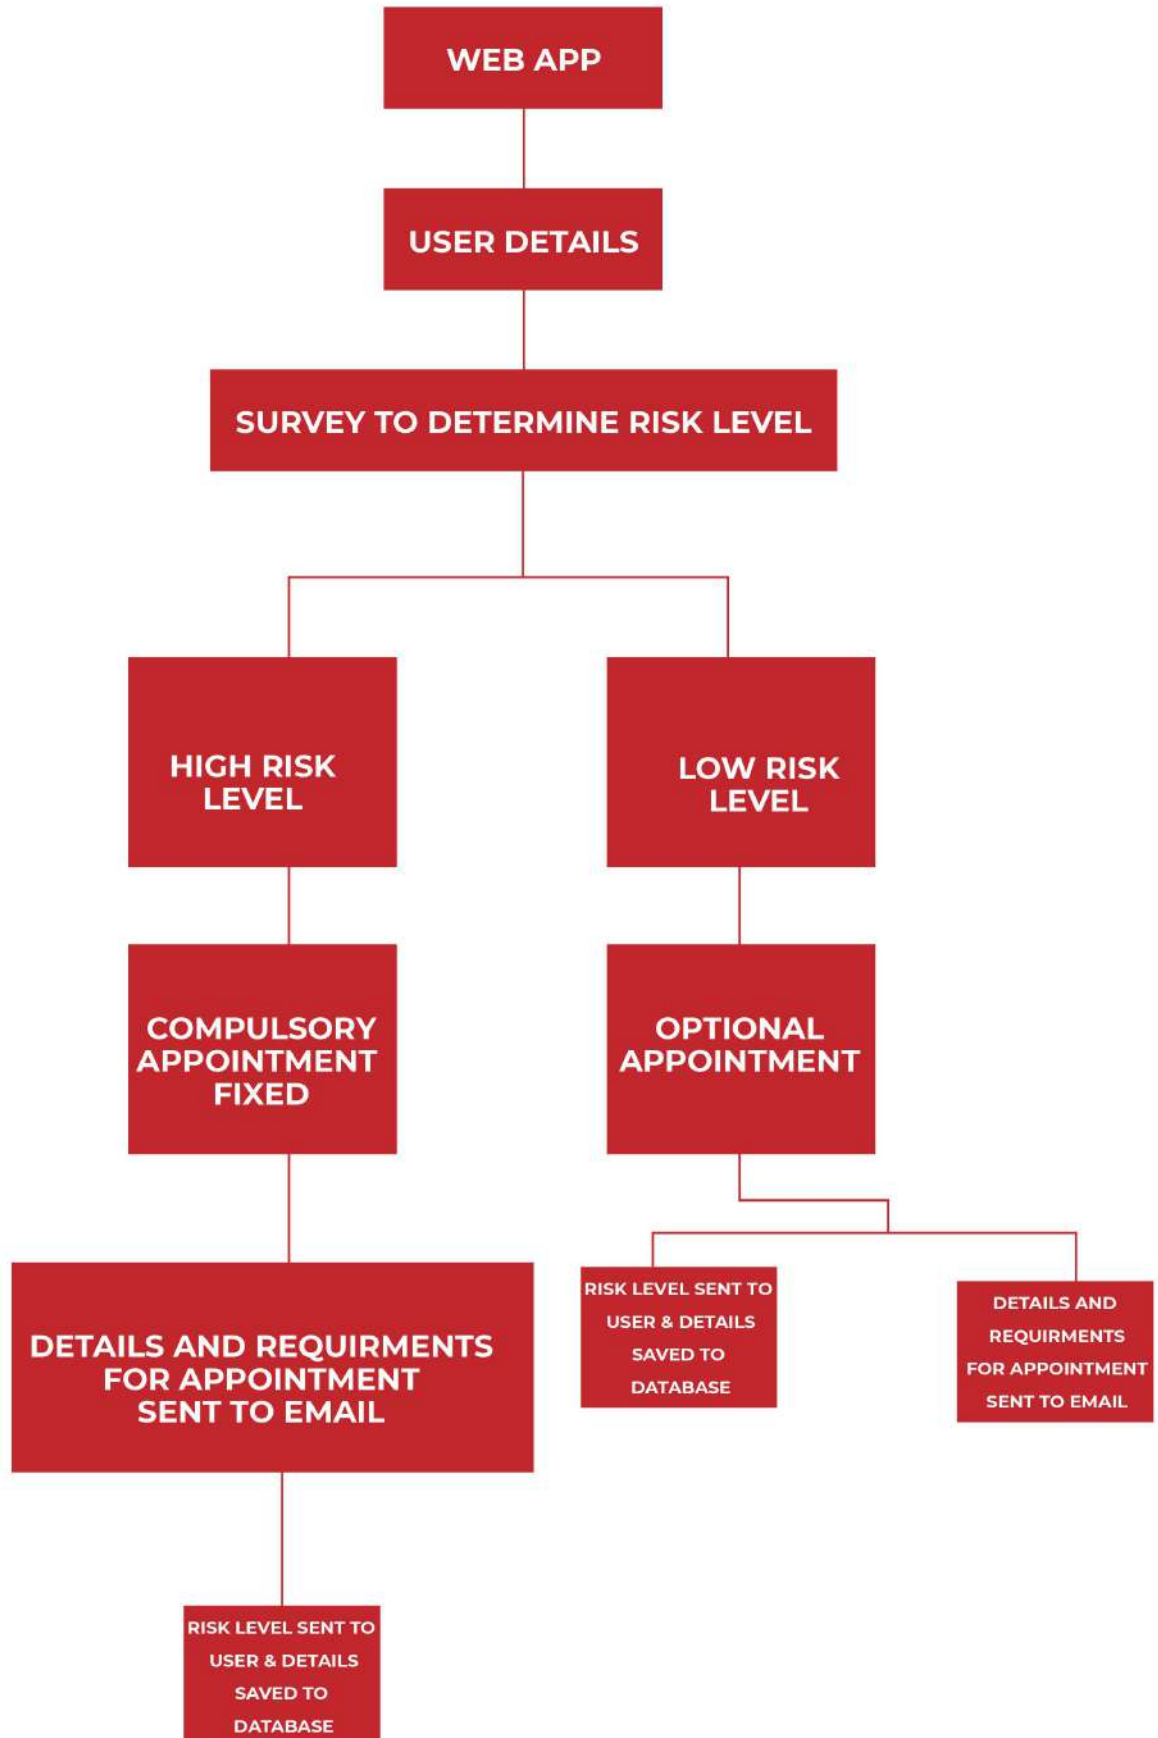 WEB APP
USER DETAILS
SURVEY TO DETERMINE RISK LEVEL
HIGH RISK
LEVEL
LOW RISK
LEVEL
COMPULSORY
APPOINTMENT
FIXED
OPTIONAL
APPOINTMENT
DETAILS AND REQUIRMENTS
FOR APPOINTMENT
SENT TO EMAIL
RISK LEVEL SENT TO
USER & DETAILS
SAVED TO
DATABASE
DETAILS AND
REQUIRMENTS
FOR APPOINTMENT
SENT TO EMAIL
RISK LEVEL SENT TO
USER & DETAILS
SAVED TO
DATABASE